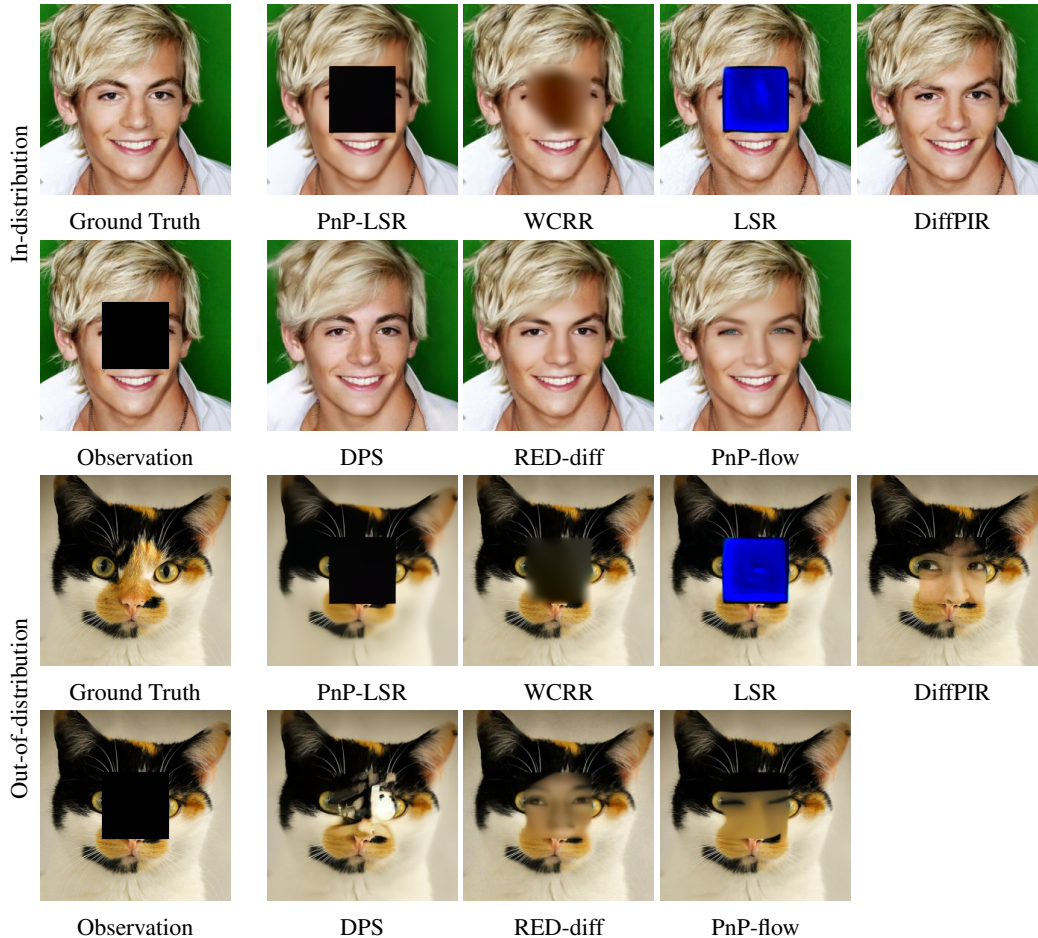 In-distribution
Ground Truth PnP-LSR WCRR LSR DiffPIR
Observation DPS RED-diff PnP-flow
Out-of-distribution
Ground Truth PnP-LSR WCRR LSR DiffPIR
Observation DPS RED-diff PnP-flow